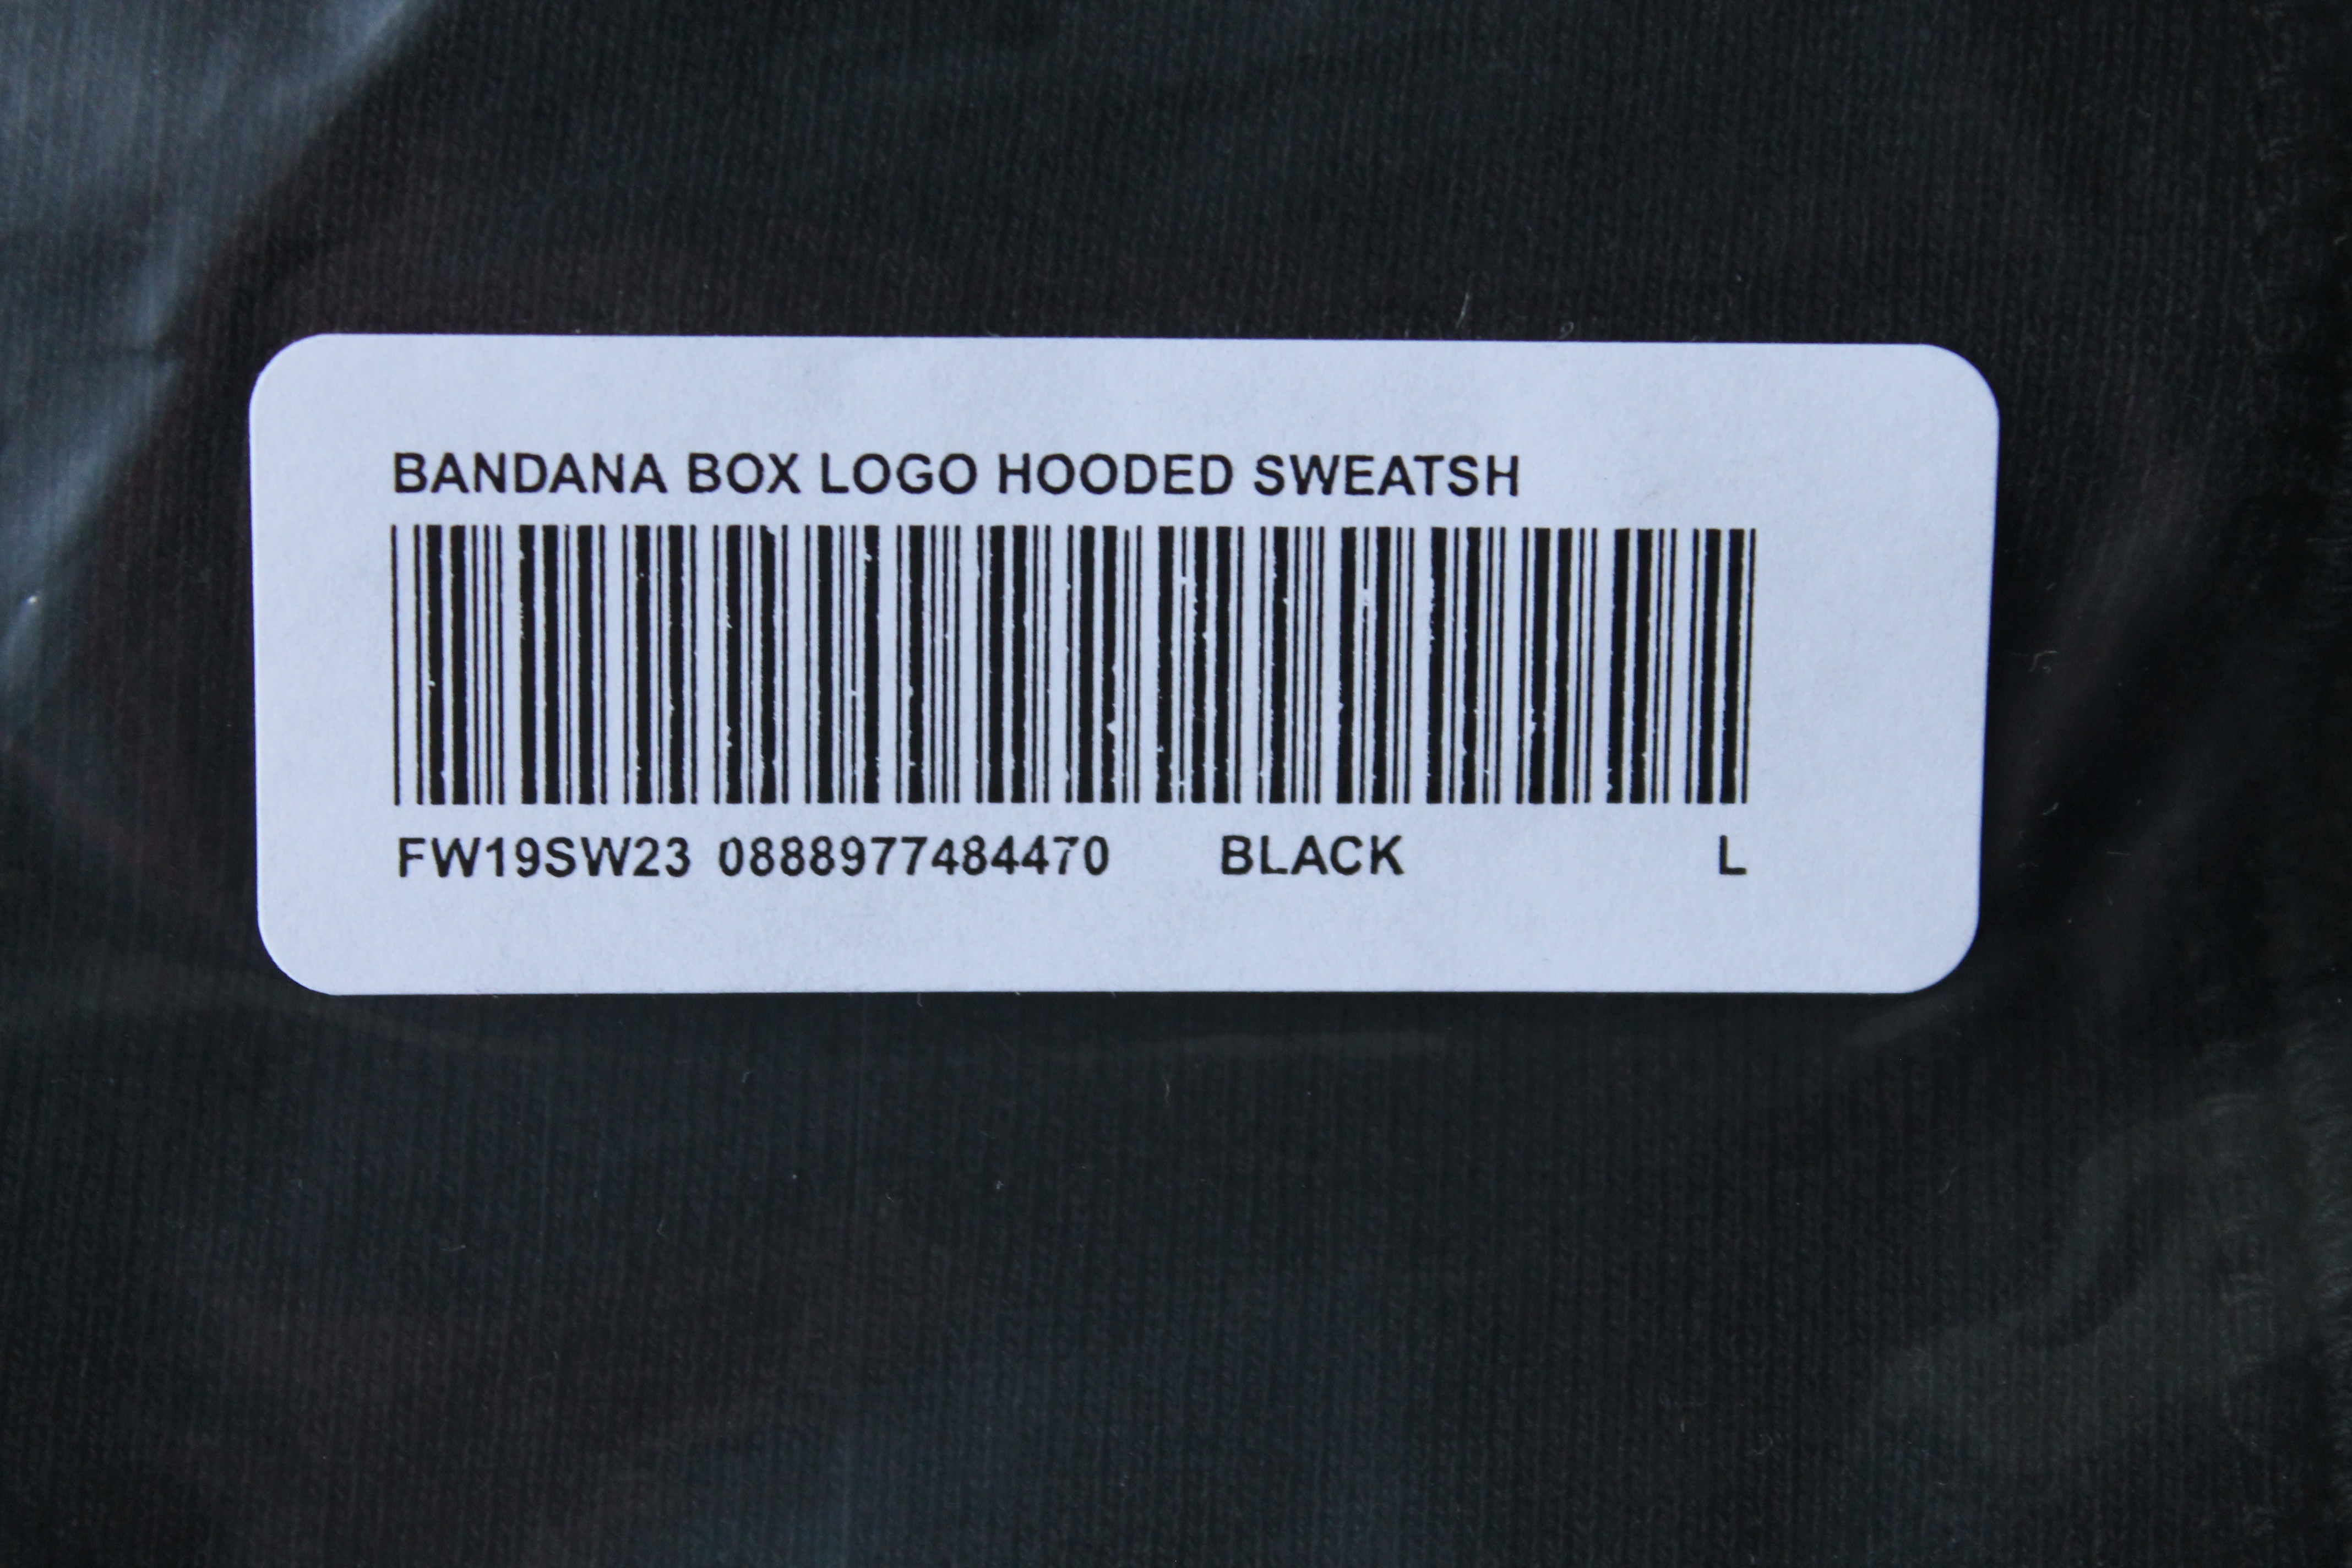 BANDANA BOX LOGO HOODED SWEATSH
FW19SW23 0888977484470 BLACK L